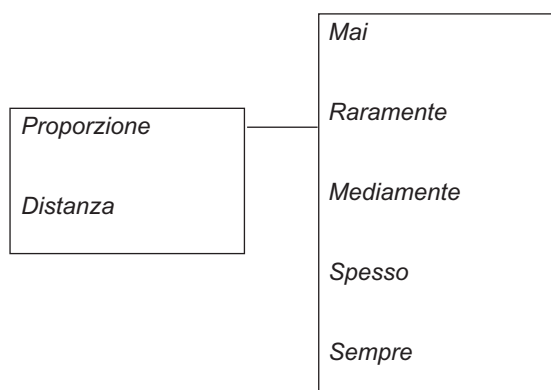 Proporzione
Distanza
Mai
Raramente
Mediamente
Spesso
Sempre